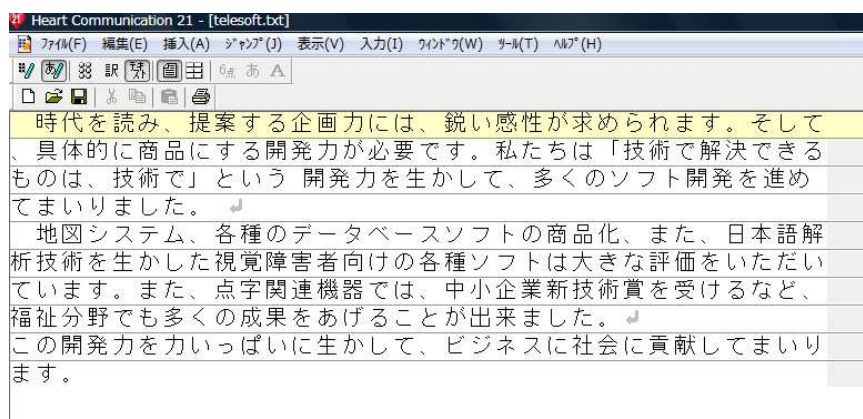 Heart Communication 21 - [telesoft.txt]
ﾌｧｲﾙ(F) 編集(E) 挿入(A) ｼﾞｬﾝﾌﾟ(J) 表示(V) 入力(I) ｳｨﾝﾄﾞｳ(W) ﾂｰﾙ(T) ﾍﾙﾌﾟ(H)
あ 訳 6点 あ A
時代を読み、提案する企画力には、鋭い感性が求められます。そして
、具体的に商品にする開発力が必要です。私たちは「技術で解決できる
ものは、技術で」という 開発力を生かして、多くのソフト開発を進め
てまいりました。
地図システム、各種のデータベースソフトの商品化、また、日本語解
析技術を生かした視覚障害者向けの各種ソフトは大きな評価をいただい
ています。また、点字関連機器では、中小企業新技術賞を受けるなど、
福祉分野でも多くの成果をあげることが出来ました。
この開発力を力いっぱいに生かして、ビジネスに社会に貢献してまいり
ます。